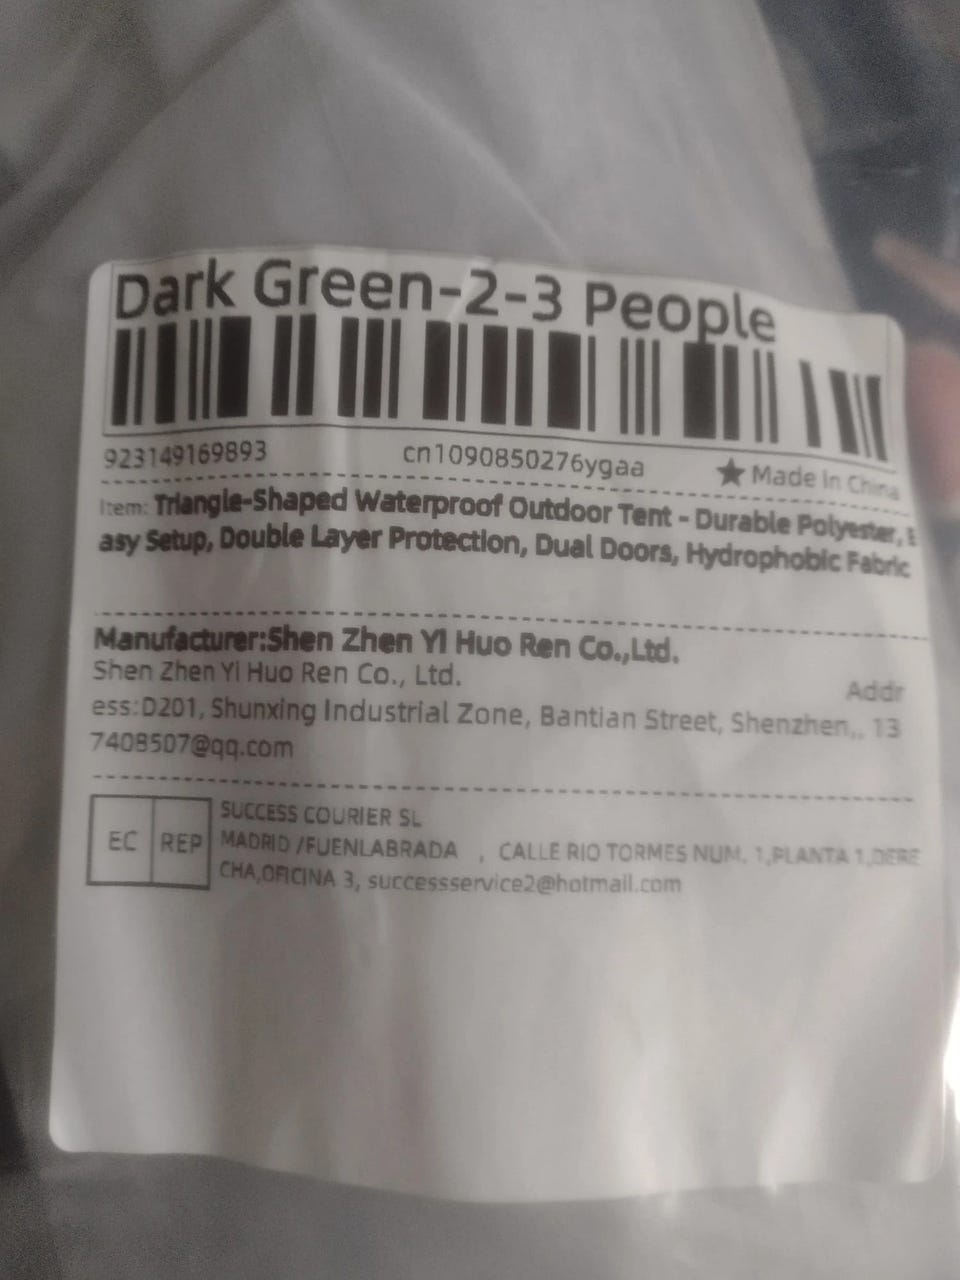 Dark Green-2-3 People
923149169893 cn1090850276ygaa ★ Made In China
Item: Triangle-Shaped Waterproof Outdoor Tent - Durable Polyester, E
asy Setup, Double Layer Protection, Dual Doors, Hydrophobic Fabric
Manufacturer:Shen Zhen Yi Huo Ren Co.,Ltd.
Shen Zhen Yi Huo Ren Co., Ltd. Addr
ess:D201, Shunxing Industrial Zone, Bantian Street, Shenzhen,, 13
7408507@qq.com
EC REP
SUCCESS COURIER SL
MADRID /FUENLABRADA , CALLE RIO TORMES NUM. 1,PLANTA 1,DERE
CHA,OFICINA 3, successservice2@hotmail.com